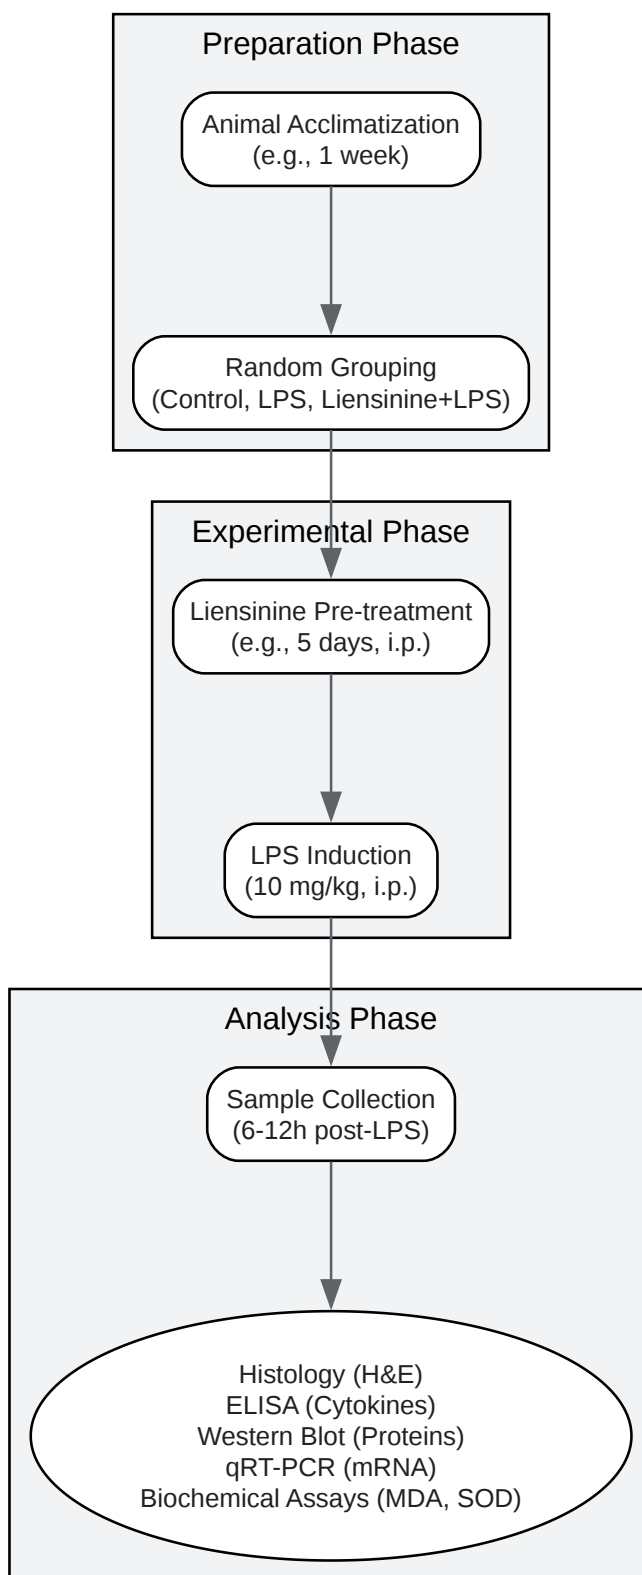 Preparation Phase
Animal Acclimatization
(e.g., 1 week)
Random Grouping
(Control, LPS, Liensinine+LPS)
Experimental Phase
Liensinine Pre-treatment
(e.g., 5 days, i.p.)
LPS Induction
(10 mg/kg, i.p.)
Analysis Phase
Sample Collection
(6-12h post-LPS)
Histology (H&E)
ELISA (Cytokines)
Western Blot (Proteins)
qRT-PCR (mRNA)
Biochemical Assays (MDA, SOD)